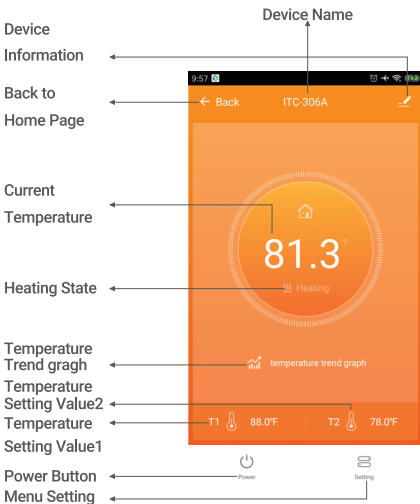 Device Name
Device
Information
9:57
Back to
Home Page
← Back
ITC-306A
Current
Temperature
81.3°F
Heating State
Heating
Temperature
Trend gragh
temperature trend graph
Temperature
Setting Value2
Temperature
Setting Value1
T1 88.0°F
T2 78.0°F
Power Button
Power
Setting
Menu Setting